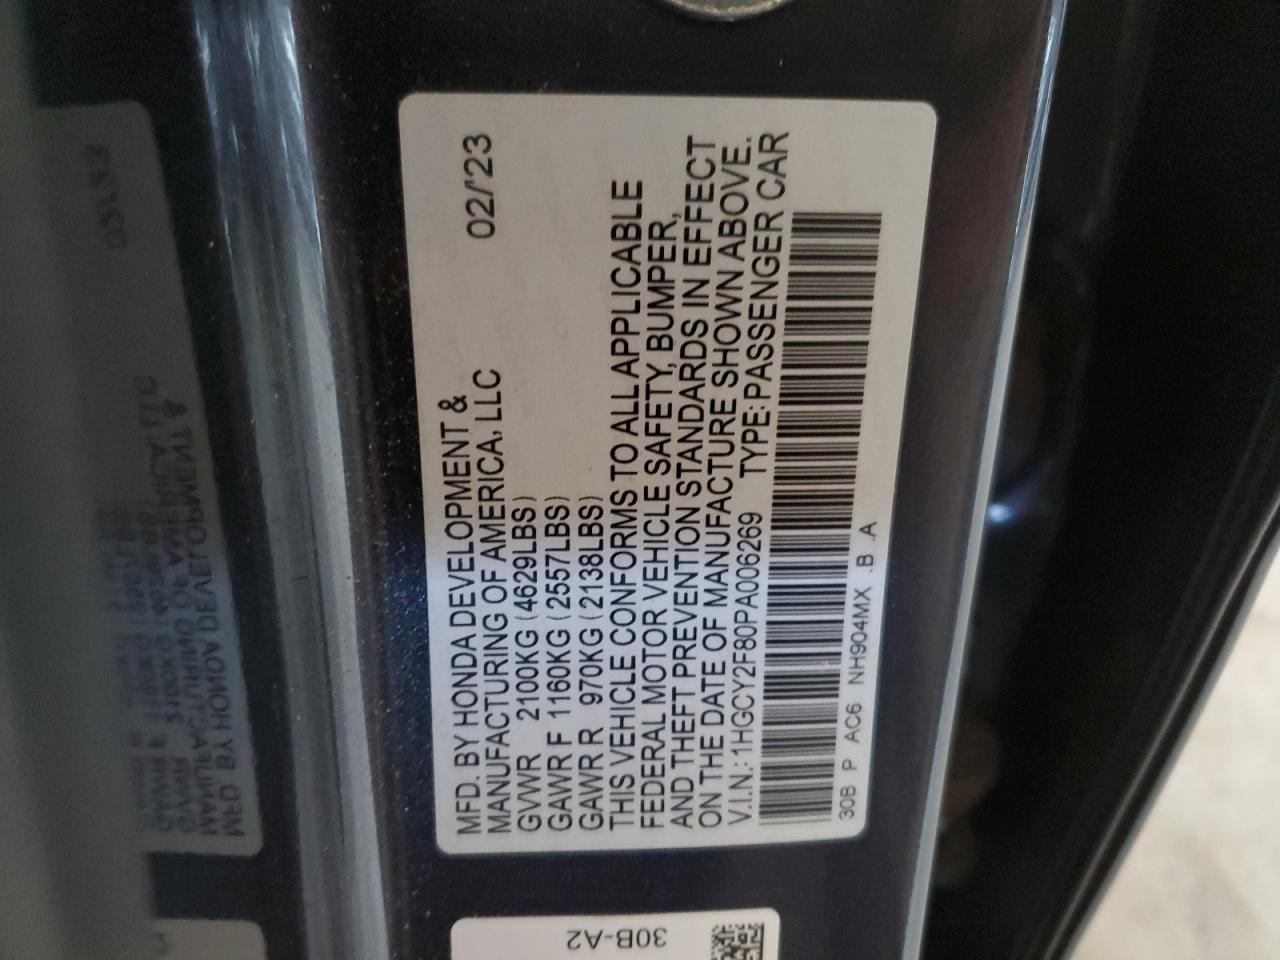 MFD. BY HONDA DEVELOPMENT &
MANUFACTURING OF AMERICA, LLC 02/'23
GVWR 2100KG (4629LBS)
GAWR F 1160KG (2557LBS)
GAWR R 970KG (2138LBS)
THIS VEHICLE CONFORMS TO ALL APPLICABLE
FEDERAL MOTOR VEHICLE SAFETY, BUMPER,
AND THEFT PREVENTION STANDARDS IN EFFECT
ON THE DATE OF MANUFACTURE SHOWN ABOVE.
V.I.N.: 1HGCY2F80PA006269 TYPE: PASSENGER CAR
30B P AC6 NH904MX .B .A
30B-A2